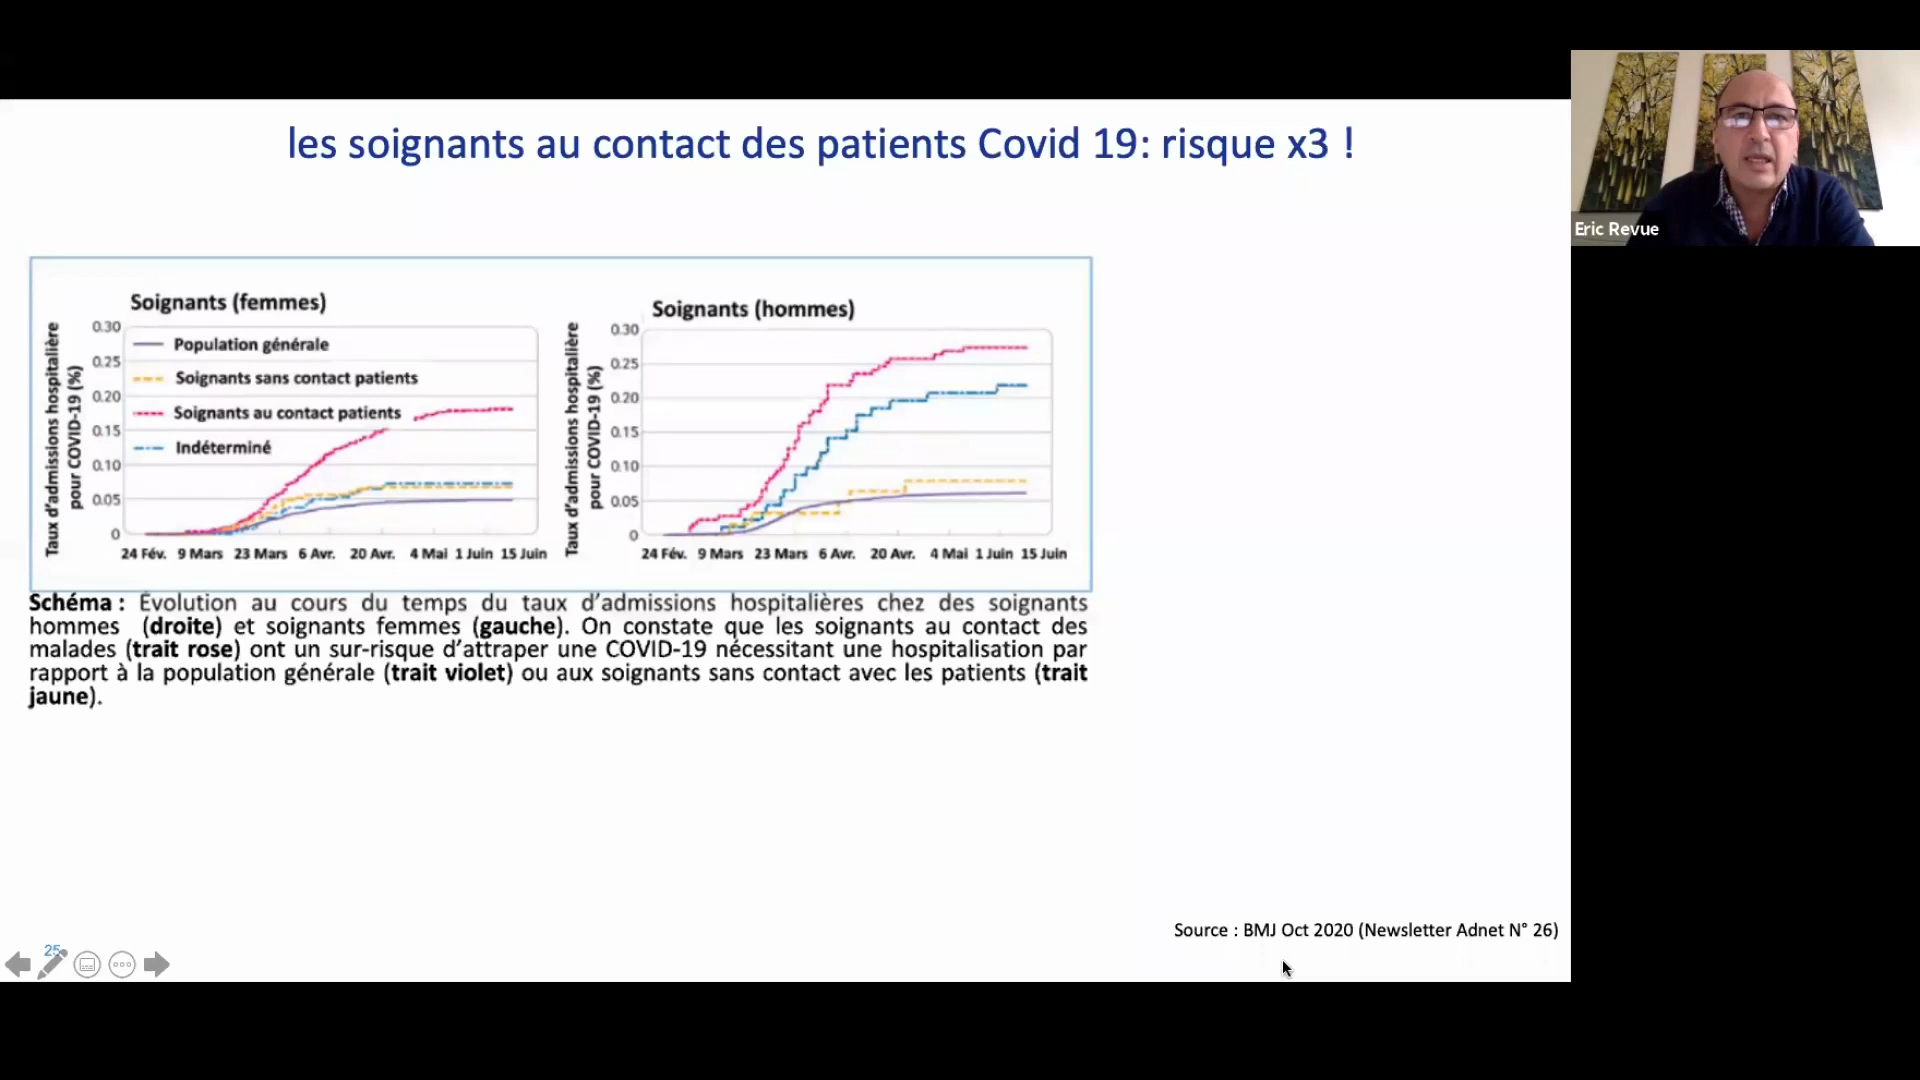 les soignants au contact des patients Covid 19: risque x3 !
Eric Revue
Soignants (femmes)
Taux d'admissions hospitalière
pour COVID-19 (%)
0.30
0.25
0.20
0.15
0.10
0.05
0
Population générale
Soignants sans contact patients
Soignants au contact patients
Indéterminé
24 Fév. 9 Mars 23 Mars 6 Avr. 20 Avr. 4 Mai 1 Juin 15 Juin
Soignants (hommes)
Taux d'admissions hospitalière
pour COVID-19 (%)
0.30
0.25
0.20
0.15
0.10
0.05
0
24 Fév. 9 Mars 23 Mars 6 Avr. 20 Avr. 4 Mai 1 Juin 15 Juin
Schéma : Évolution au cours du temps du taux d'admissions hospitalières chez des soignants
hommes (droite) et soignants femmes (gauche). On constate que les soignants au contact des
malades (trait rose) ont un sur-risque d'attraper une COVID-19 nécessitant une hospitalisation par
rapport à la population générale (trait violet) ou aux soignants sans contact avec les patients (trait
jaune).
Source : BMJ Oct 2020 (Newsletter Adnet N° 26)
25